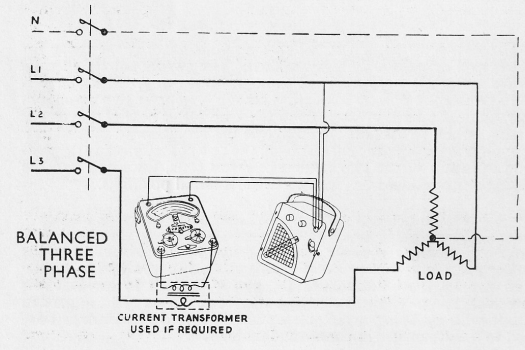 N
L1
L2
L3
BALANCED
THREE
PHASE
LOAD
CURRENT TRANSFORMER
USED IF REQUIRED